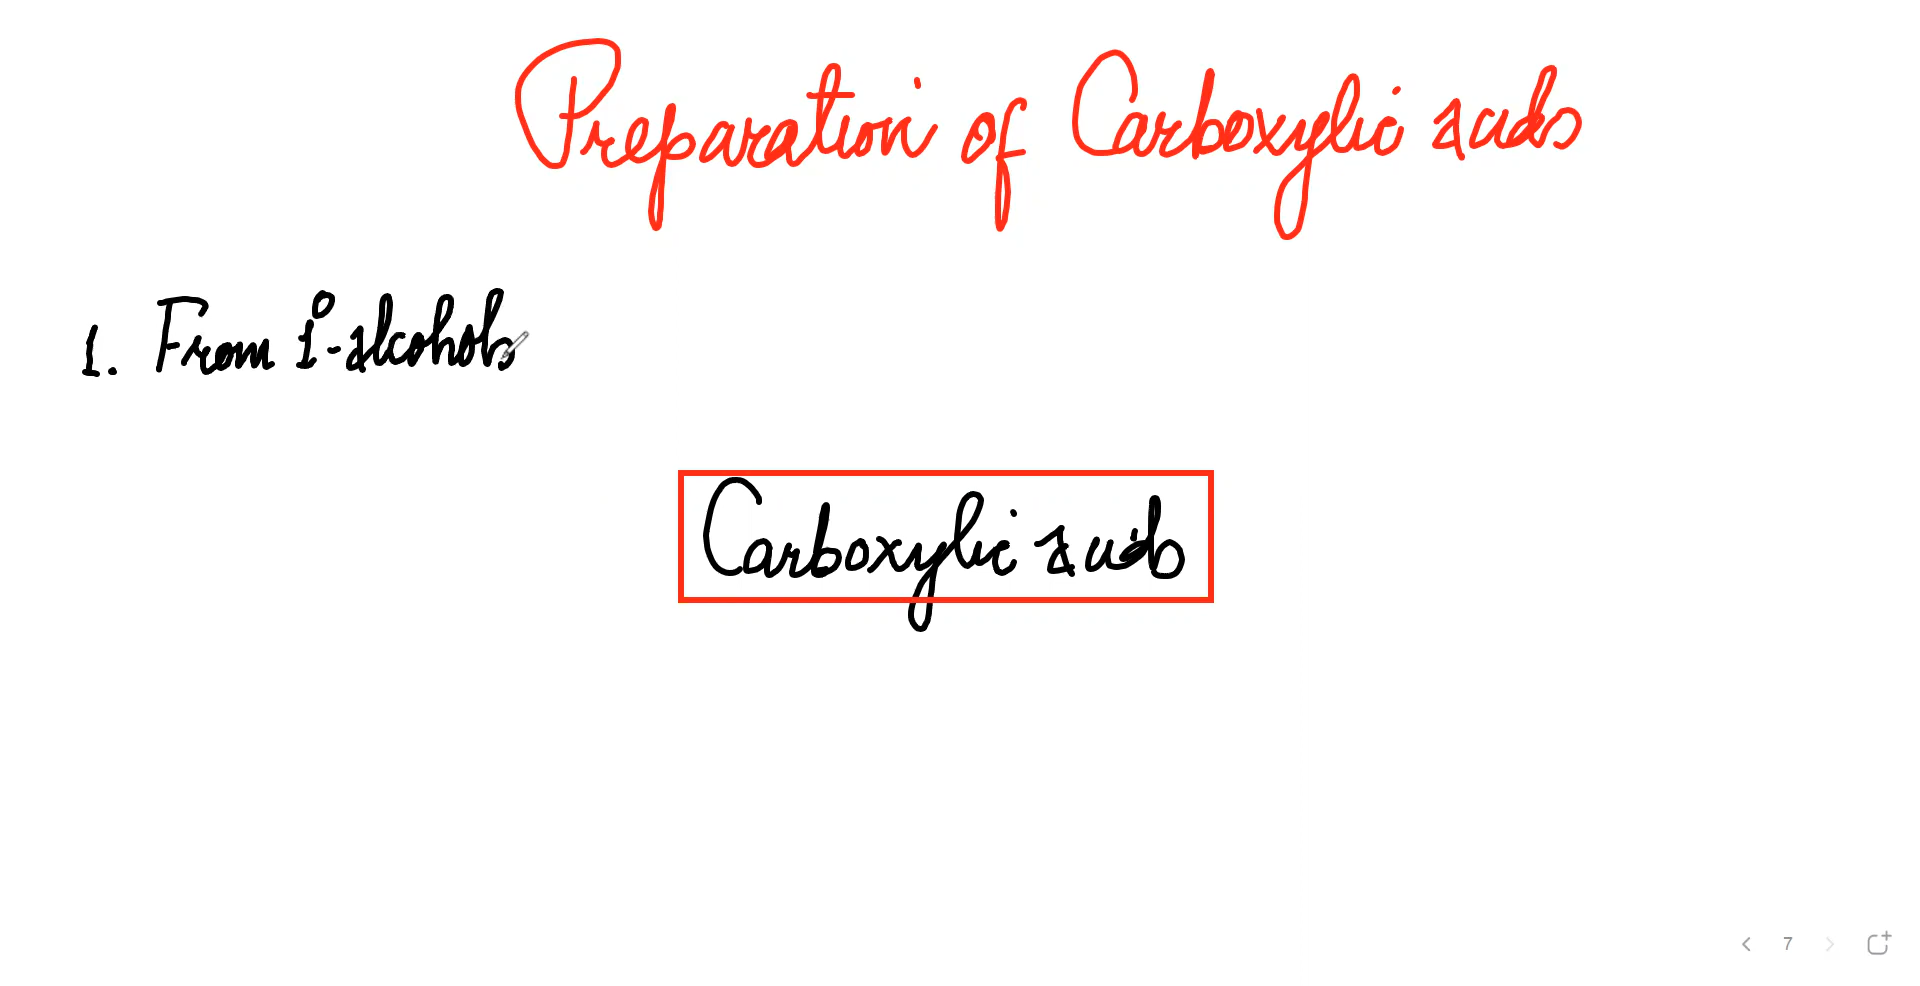 Preparation of Carboxylic acids
1. From 1°-alcohols
Carboxylic acids
7